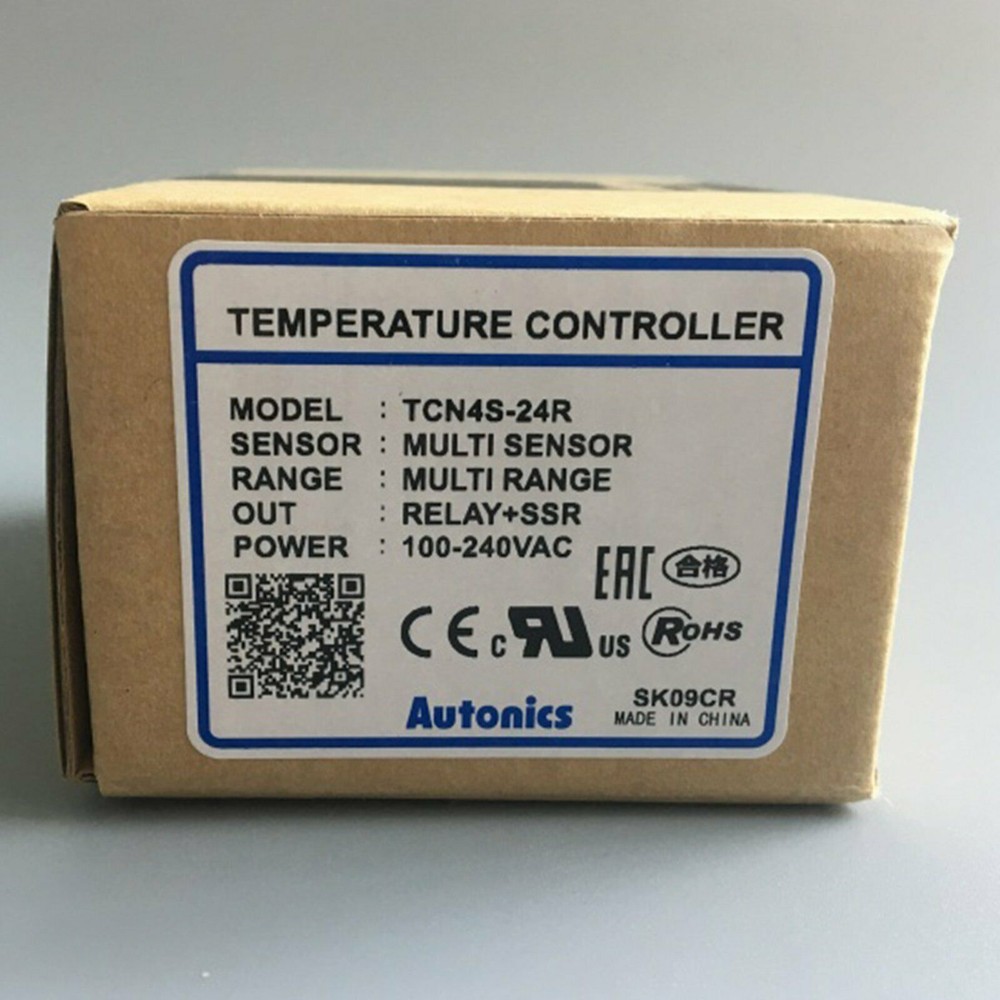 TEMPERATURE CONTROLLER
MODEL : TCN4S-24R
SENSOR : MULTI SENSOR
RANGE : MULTI RANGE
OUT : RELAY+SSR
POWER : 100-240VAC
EAC 合格
CE c RU US RoHS
Autonics
SK09CR
MADE IN CHINA